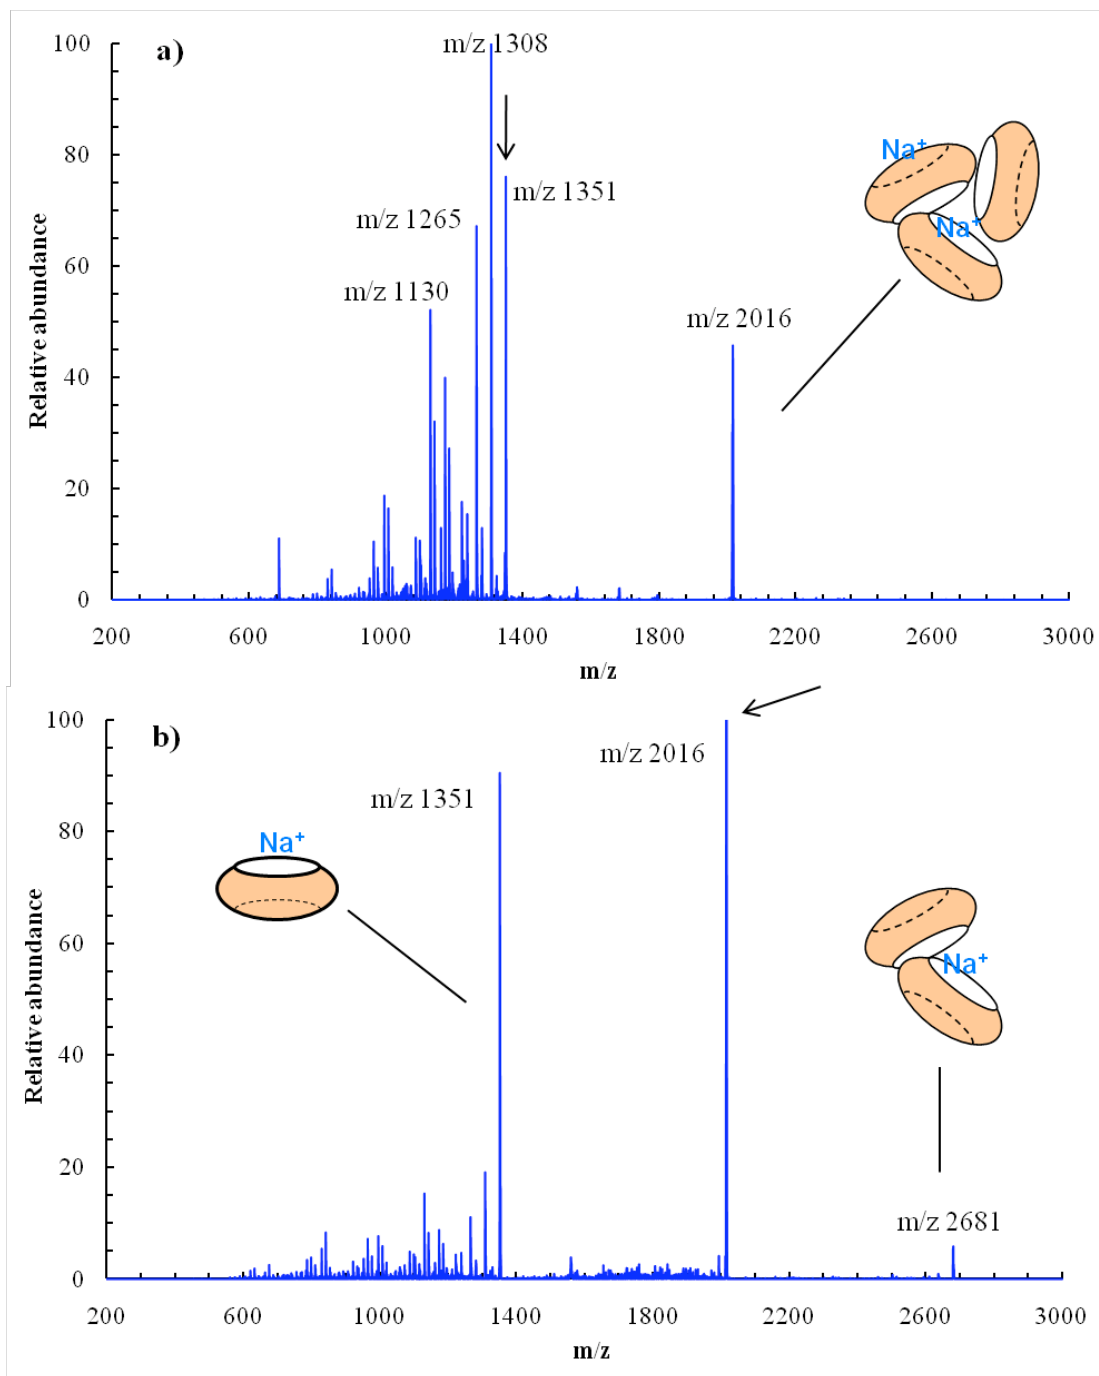 a)
m/z 1308
m/z 1351
m/z 1265
m/z 1130
m/z 2016
Na+
Na+
Relative abundance
100
80
60
40
20
0
200 600 1000 1400 1800 2200 2600 3000
m/z
b)
m/z 2016
m/z 1351
Na+
Na+
m/z 2681
Relative abundance
100
80
60
40
20
0
200 600 1000 1400 1800 2200 2600 3000
m/z